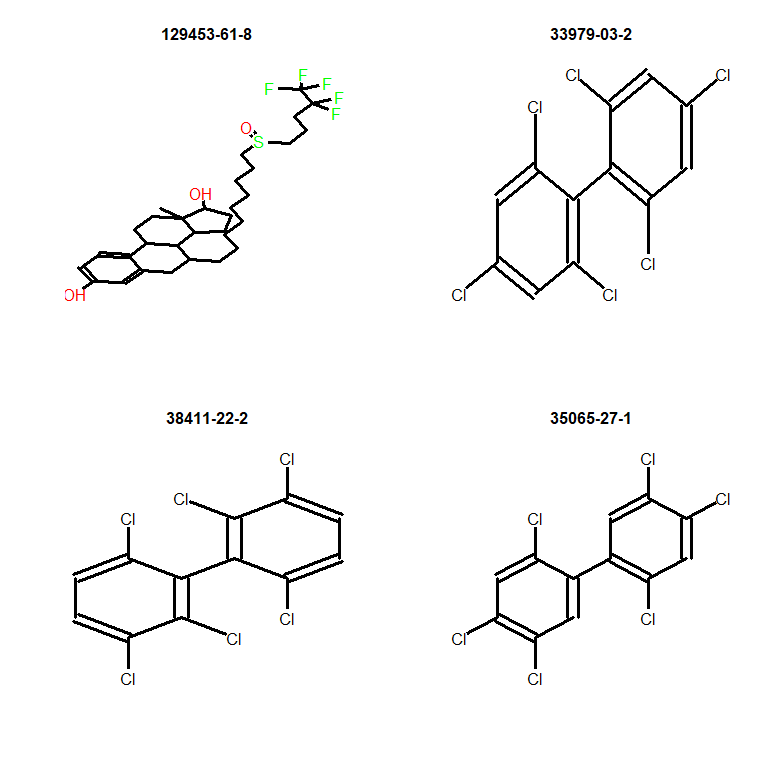 129453-61-8
F
F
F
F
F
O
S
OH
OH
33979-03-2
Cl
Cl
Cl
Cl
Cl
Cl
38411-22-2
Cl
Cl
Cl
Cl
Cl
Cl
35065-27-1
Cl
Cl
Cl
Cl
Cl
Cl